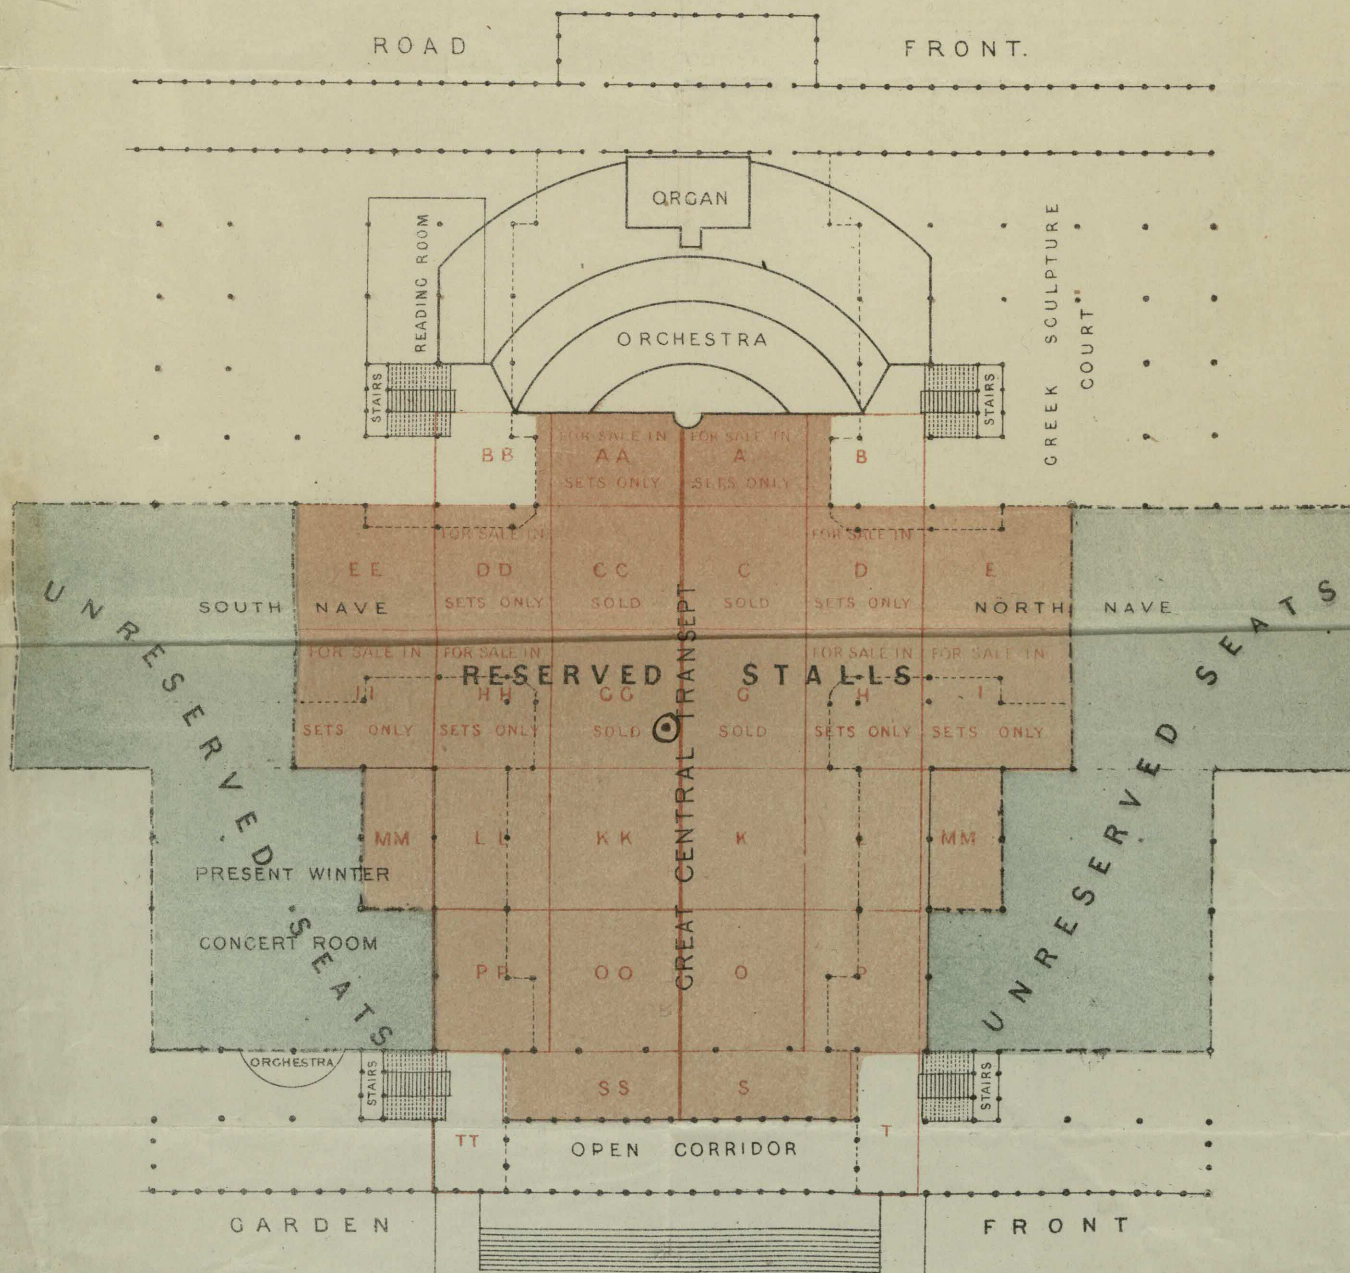 ROAD FRONT.
ORGAN
READING ROOM
GREEK SCULPTURE
COURT"
ORCHESTRA
STAIRS
STAIRS
FOR SALE IN FOR SALE IN
BB AA A B
SETS ONLY SETS ONLY
FOR SALE IN FOR SALE IN
EE DD CC C D E
SETS ONLY SOLD SOLD SETS ONLY
SOUTH NAVE
NORTH NAVE
UNRESERVED SEATS
UNRESERVED SEATS
GREAT CENTRAL TRANSEPT
FOR SALE IN FOR SALE IN FOR SALE IN FOR SALE IN
RESERVED STALLS
II HH GG G H I
SETS ONLY SETS ONLY SOLD SOLD SETS ONLY SETS ONLY
MM LL KK K L MM
PRESENT WINTER
CONCERT ROOM
PP OO O P
ORCHESTRA
STAIRS
STAIRS
SS S
TT T
OPEN CORRIDOR
GARDEN FRONT